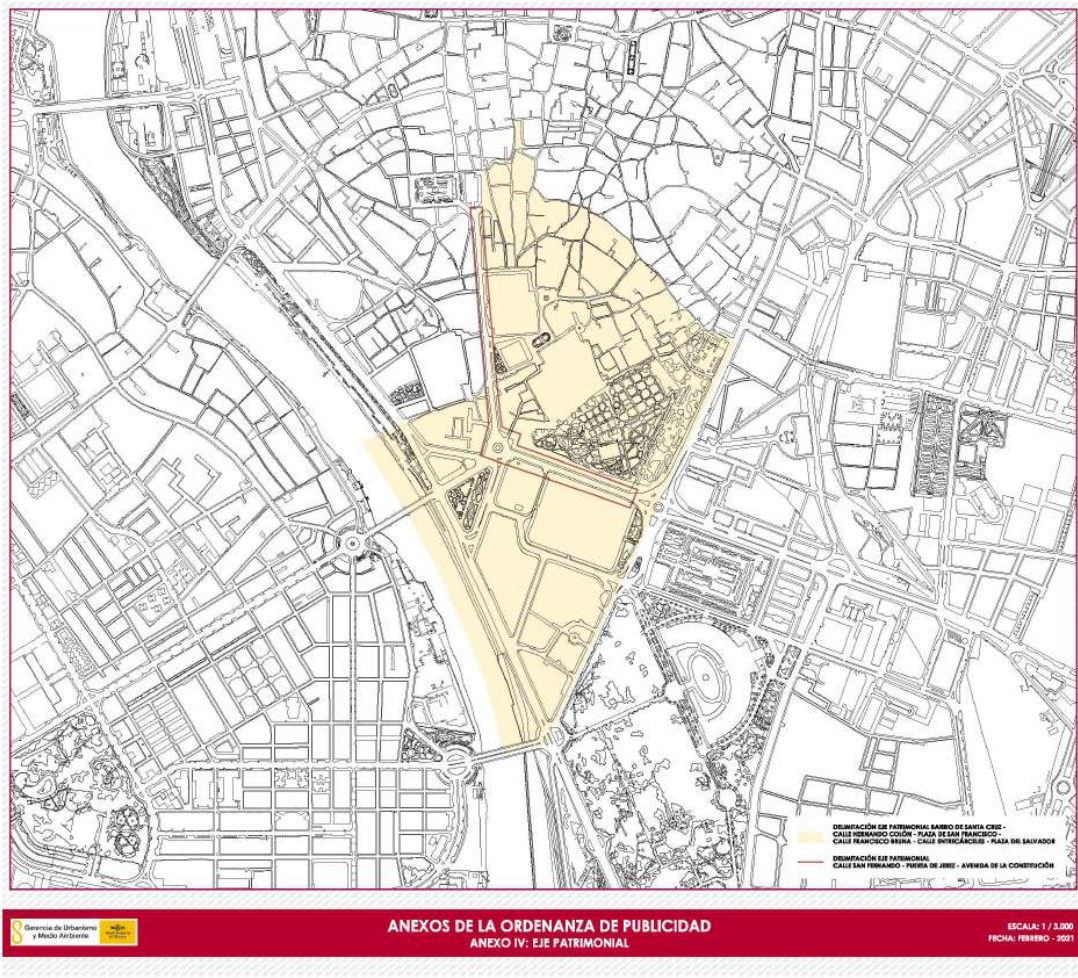 DELIMITACIÓN EJE PATRIMONIAL BARRIO DE SANTA CRUZ -
CALLE HERNANDO COLÓN - PLAZA DE SAN FRANCISCO -
CALLE FRANCISCO BRUNA - CALLE ENTRECÁRCELES - PLAZA DEL SALVADOR
DELIMITACIÓN EJE PATRIMONIAL
CALLE SAN FERNANDO - PUERTA DE JEREZ - AVENIDA DE LA CONSTITUCIÓN
Gerencia de Urbanismo
y Medio Ambiente
ANEXOS DE LA ORDENANZA DE PUBLICIDAD
ANEXO IV: EJE PATRIMONIAL
ESCALA: 1 / 3.000
FECHA: FEBRERO - 2021